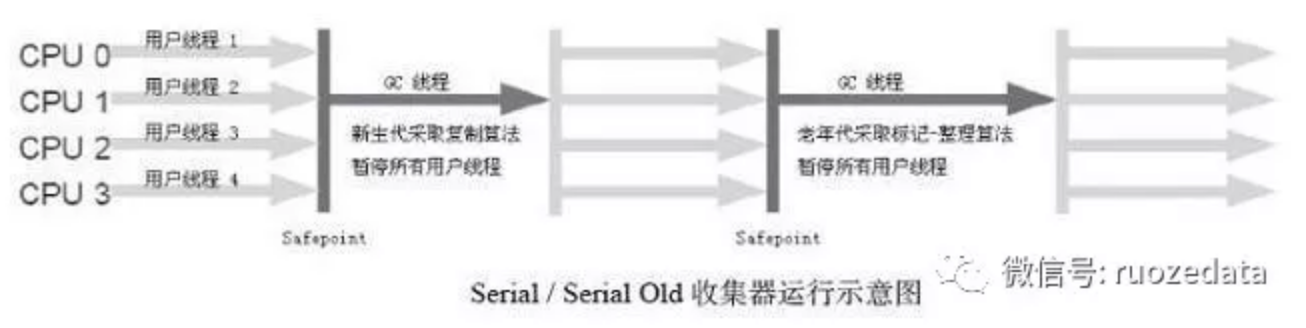 CPU 0 用户线程 1
CPU 1 用户线程 2
CPU 2 用户线程 3
CPU 3 用户线程 4
GC 线程
新生代采取复制算法
暂停所有用户线程
GC 线程
老年代采取标记-整理算法
暂停所有用户线程
Safepoint
Safepoint
Serial / Serial Old 收集器运行示意图
微信号: ruozedata